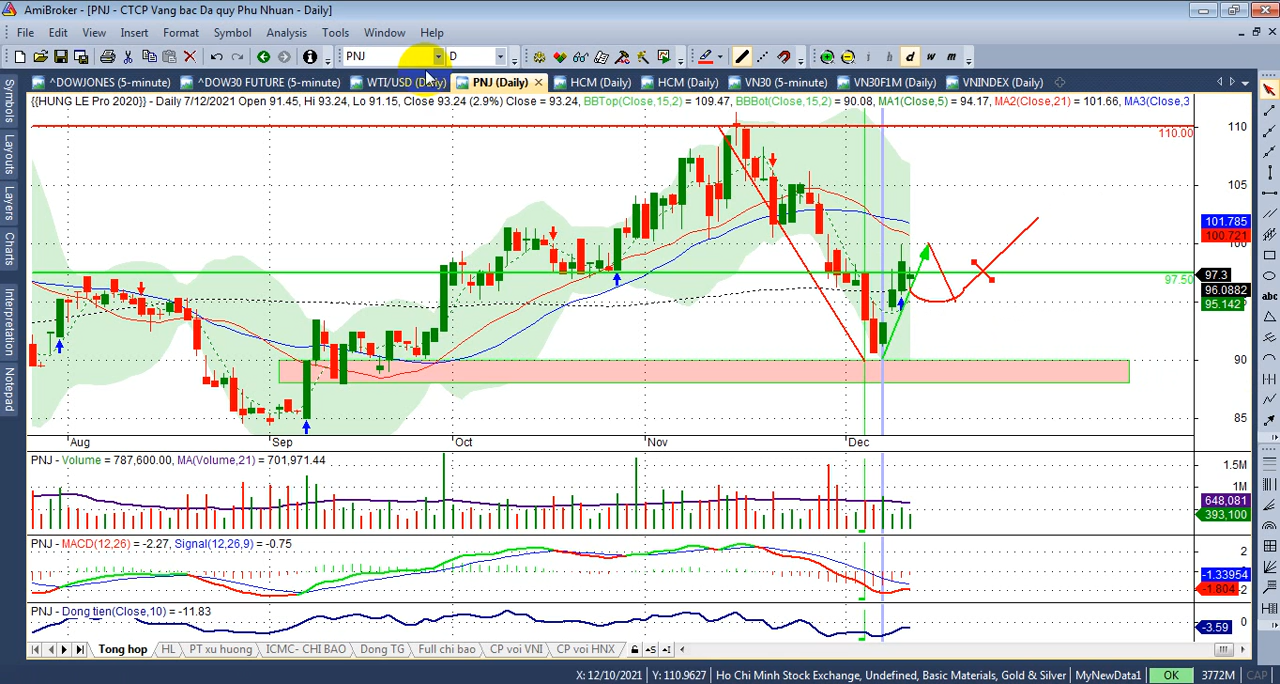 AmiBroker - [PNJ - CTCP Vang bac Da quy Phu Nhuan - Daily]
File Edit View Insert Format Symbol Analysis Tools Window Help
PNJ D i h d w m
^DOWJONES (5-minute) ^DOW30 FUTURE (5-minute) WTI/USD (Daily) PNJ (Daily) HCM (Daily) HCM (Daily) VN30 (5-minute) VN30F1M (Daily) VNINDEX (Daily)
Symbols
Layouts
Layers
Charts
Interpretation
Notepad
{{HUNG LE Pro 2020}} - Daily 7/12/2021 Open 91.45, Hi 93.24, Lo 91.15, Close 93.24 (2.9%) Close = 93.24, BBTop(Close,15,2) = 109.47, BBBot(Close,15,2) = 90.08, MA1(Close,5) = 94.17, MA2(Close,21) = 101.66, MA3(Close,3
110
110.00
105
101.785
100.721
100
97.3
97.50
96.0882
95.142
90
85
Aug Sep Oct Nov Dec
PNJ - Volume = 787,600.00, MA(Volume,21) = 701,971.44
1.5M
1M
648,081
393,100
PNJ - MACD(12,26) = -2.27, Signal(12,26,9) = -0.75
2
-1.33954
-1.804
-2
PNJ - Dong tien(Close,10) = -11.83
0
-3.59
abc
Tong hop HL PT xu huong ICMC- CHI BAO Dong TG Full chi bao CP voi VNI CP voi HNX
X: 12/10/2021 Y: 110.9627 Ho Chi Minh Stock Exchange, Undefined, Basic Materials, Gold & Silver MyNewData1 OK 3772M CAP